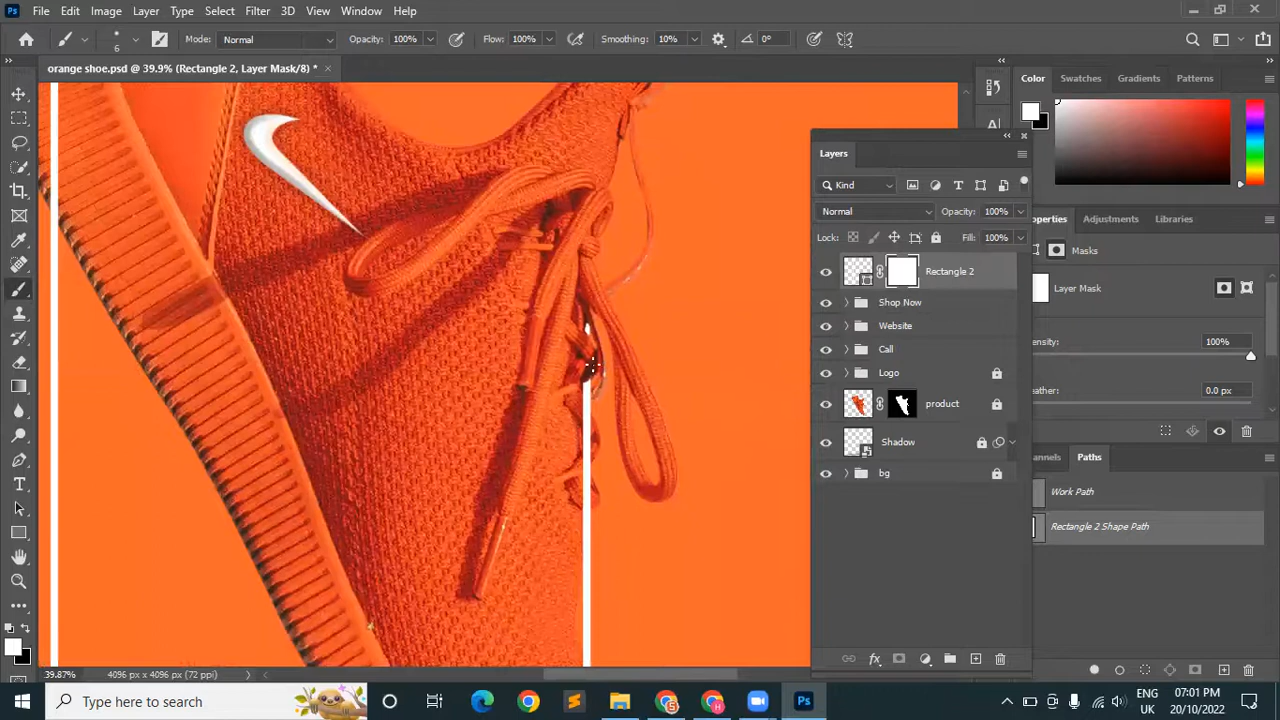 Ps File Edit Image Layer Type Select Filter 3D View Window Help
6 Mode: Normal Opacity: 100% Flow: 100% Smoothing: 10% 0°
orange shoe.psd @ 39.9% (Rectangle 2, Layer Mask/8) * ×
Color Swatches Gradients Patterns
Layers
Kind
Normal Opacity: 100%
Lock: Fill: 100%
Rectangle 2
Shop Now
Website
Call
Logo
product
Shadow
bg
roperties Adjustments Libraries
Masks
Layer Mask
ensity: 100%
eather: 0.0 px
annels Paths
Work Path
Rectangle 2 Shape Path
39.87% 4096 px x 4096 px (72 ppi)
Type here to search
ENG
UK
07:01 PM
20/10/2022